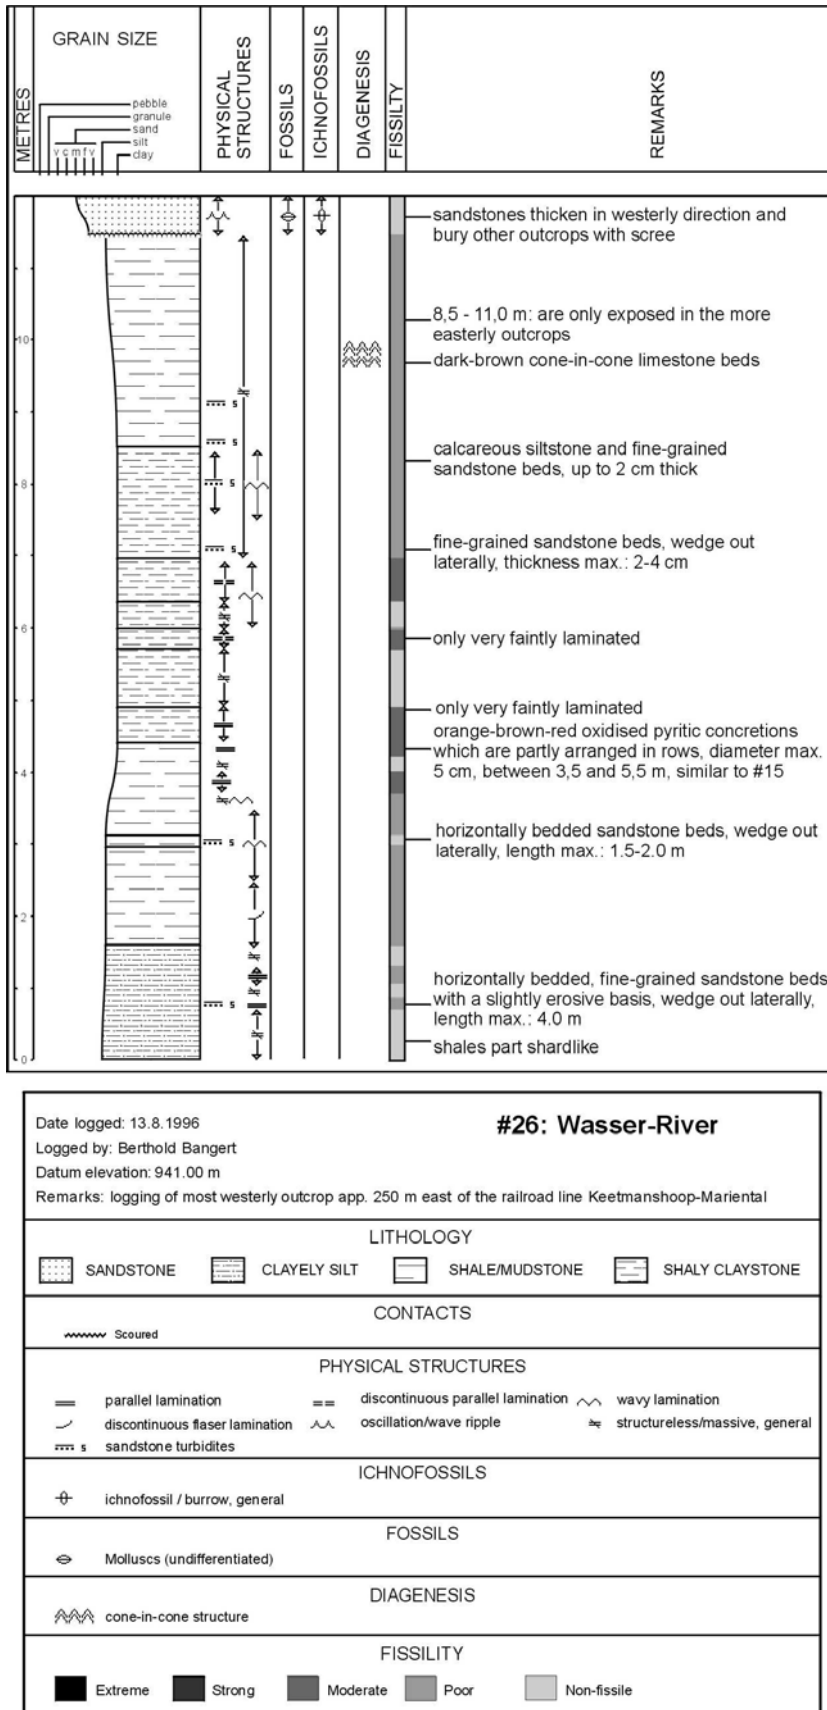 GRAIN SIZE
pebble
granule
sand
silt
v c m f v
clay
METRES
PHYSICAL
STRUCTURES
FOSSILS
ICHNOFOSSILS
DIAGENESIS
FISSILTY
REMARKS
sandstones thicken in westerly direction and
bury other outcrops with scree
8,5 - 11,0 m: are only exposed in the more
easterly outcrops
10
dark-brown cone-in-cone limestone beds
s
s
calcareous siltstone and fine-grained
sandstone beds, up to 2 cm thick
8
s
fine-grained sandstone beds, wedge out
laterally, thickness max.: 2-4 cm
s
6
only very faintly laminated
only very faintly laminated
orange-brown-red oxidised pyritic concretions
which are partly arranged in rows, diameter max.
5 cm, between 3,5 and 5,5 m, similar to #15
4
horizontally bedded sandstone beds, wedge out
laterally, length max.: 1.5-2.0 m
s
2
horizontally bedded, fine-grained sandstone beds
with a slightly erosive basis, wedge out laterally,
length max.: 4.0 m
s
shales part shardlike
0
Date logged: 13.8.1996
#26: Wasser-River
Logged by: Berthold Bangert
Datum elevation: 941.00 m
Remarks: logging of most westerly outcrop app. 250 m east of the railroad line Keetmanshoop-Mariental
LITHOLOGY
SANDSTONE CLAYELY SILT SHALE/MUDSTONE SHALY CLAYSTONE
CONTACTS
Scoured
PHYSICAL STRUCTURES
parallel lamination discontinuous parallel lamination wavy lamination
discontinuous flaser lamination oscillation/wave ripple structureless/massive, general
s sandstone turbidites
ICHNOFOSSILS
ichnofossil / burrow, general
FOSSILS
Molluscs (undifferentiated)
DIAGENESIS
cone-in-cone structure
FISSILITY
Extreme Strong Moderate Poor Non-fissile